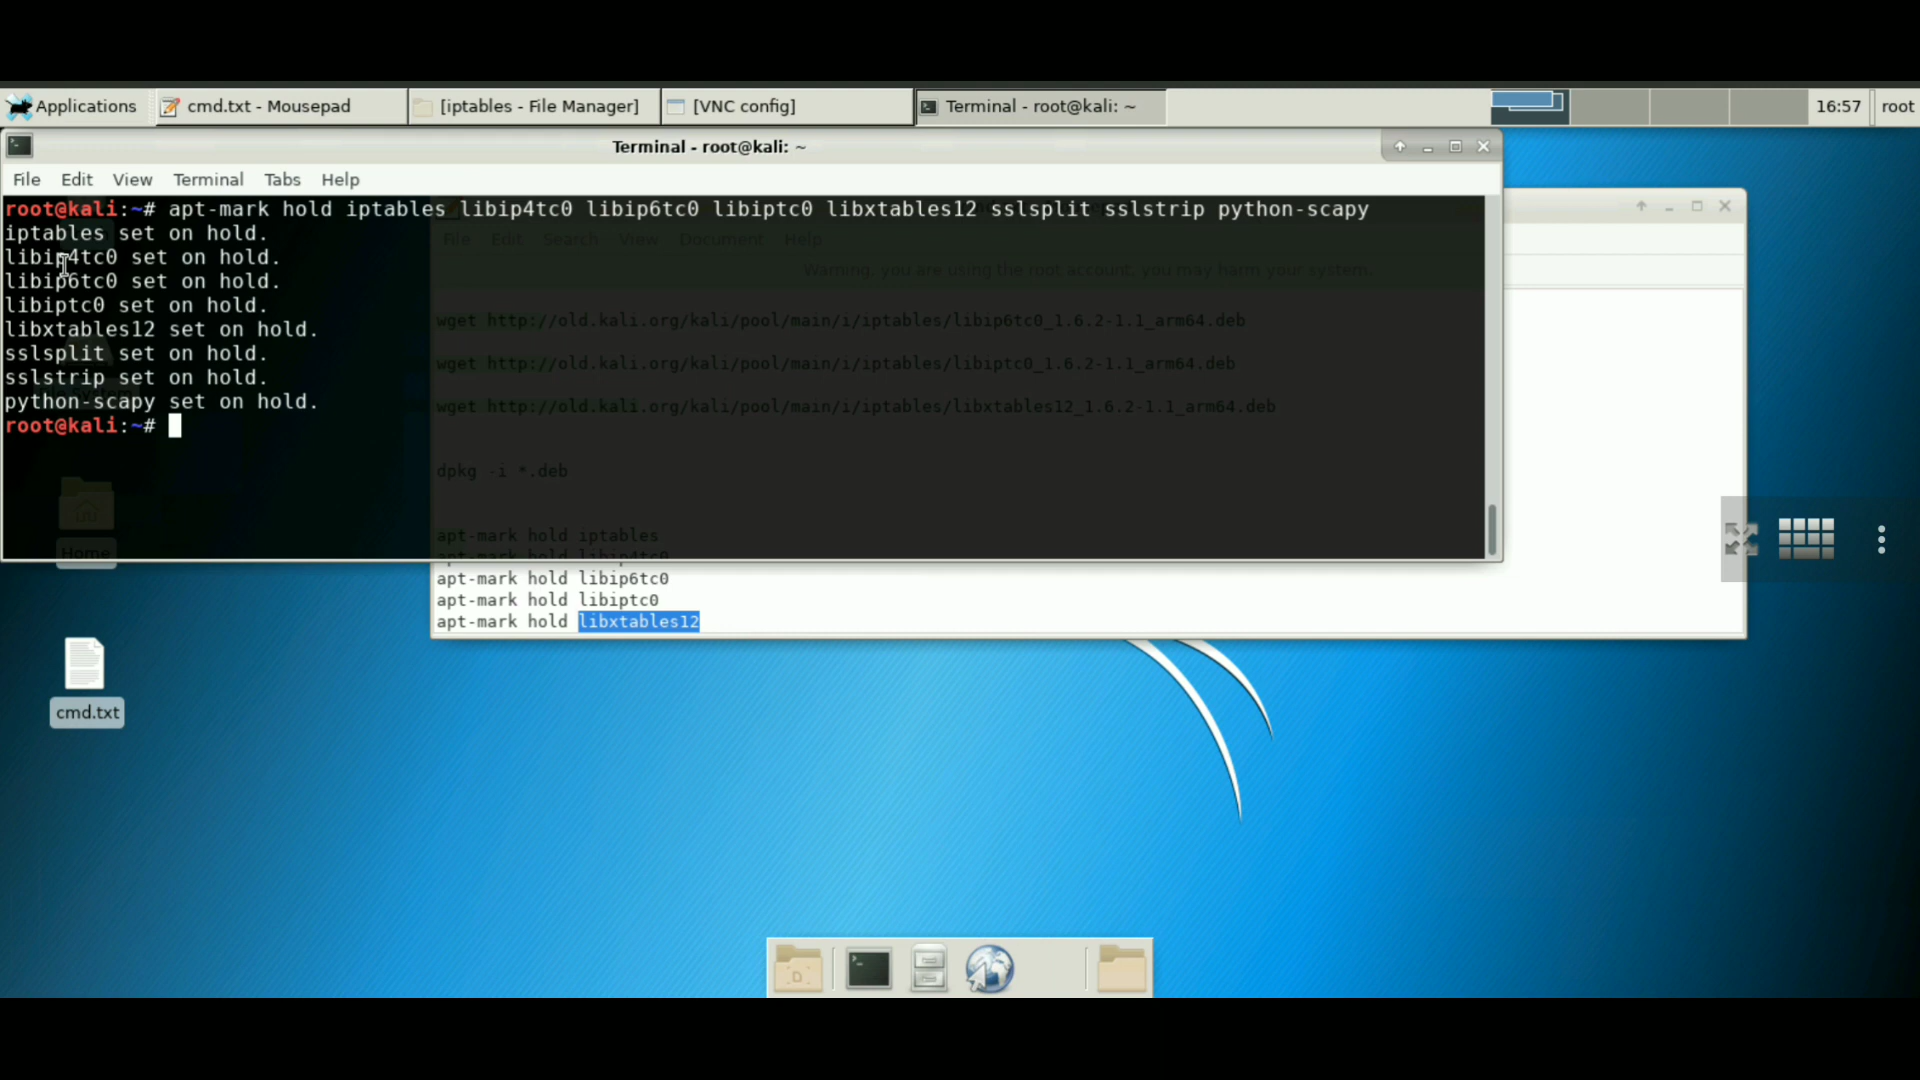 Applications
cmd.txt - Mousepad
[iptables - File Manager]
[VNC config]
Terminal - root@kali: ~
16:57
root
Terminal - root@kali: ~
File Edit View Terminal Tabs Help
root@kali:~# apt-mark hold iptables libip4tc0 libip6tc0 libiptc0 libxtables12 sslsplit sslstrip python-scapy
iptables set on hold.
libip4tc0 set on hold.
libip6tc0 set on hold.
libiptc0 set on hold.
libxtables12 set on hold.
sslsplit set on hold.
sslstrip set on hold.
python-scapy set on hold.
root@kali:~#
File Edit Search View Document Help
Warning, you are using the root account, you may harm your system.
wget http://old.kali.org/kali/pool/main/i/iptables/libip6tc0_1.6.2-1.1_arm64.deb
wget http://old.kali.org/kali/pool/main/i/iptables/libiptc0_1.6.2-1.1_arm64.deb
wget http://old.kali.org/kali/pool/main/i/iptables/libxtables12_1.6.2-1.1_arm64.deb
dpkg -i *.deb
apt-mark hold iptables
apt-mark hold libip4tc0
apt-mark hold libip6tc0
apt-mark hold libiptc0
apt-mark hold libxtables12
Home
cmd.txt